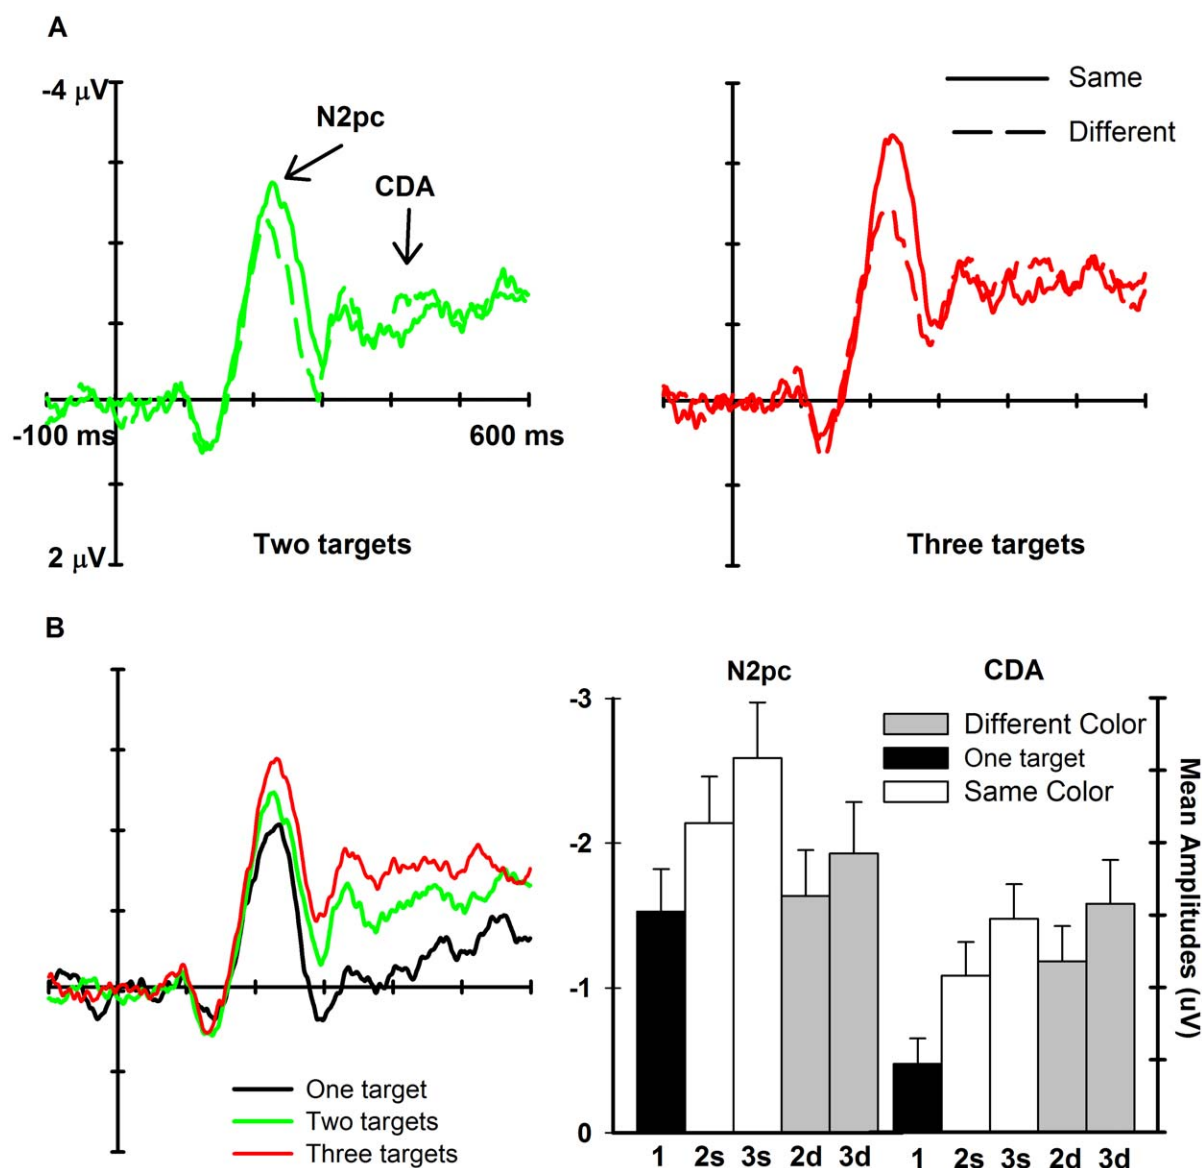 A
-4 μV
N2pc
CDA
Same
Different
-100 ms
600 ms
2 μV
Two targets
Three targets
B
N2pc
CDA
-3
Different Color
One target
Same Color
-2
-1
0
Mean Amplitudes (uV)
One target
Two targets
Three targets
1 2s 3s 2d 3d 1 2s 3s 2d 3d